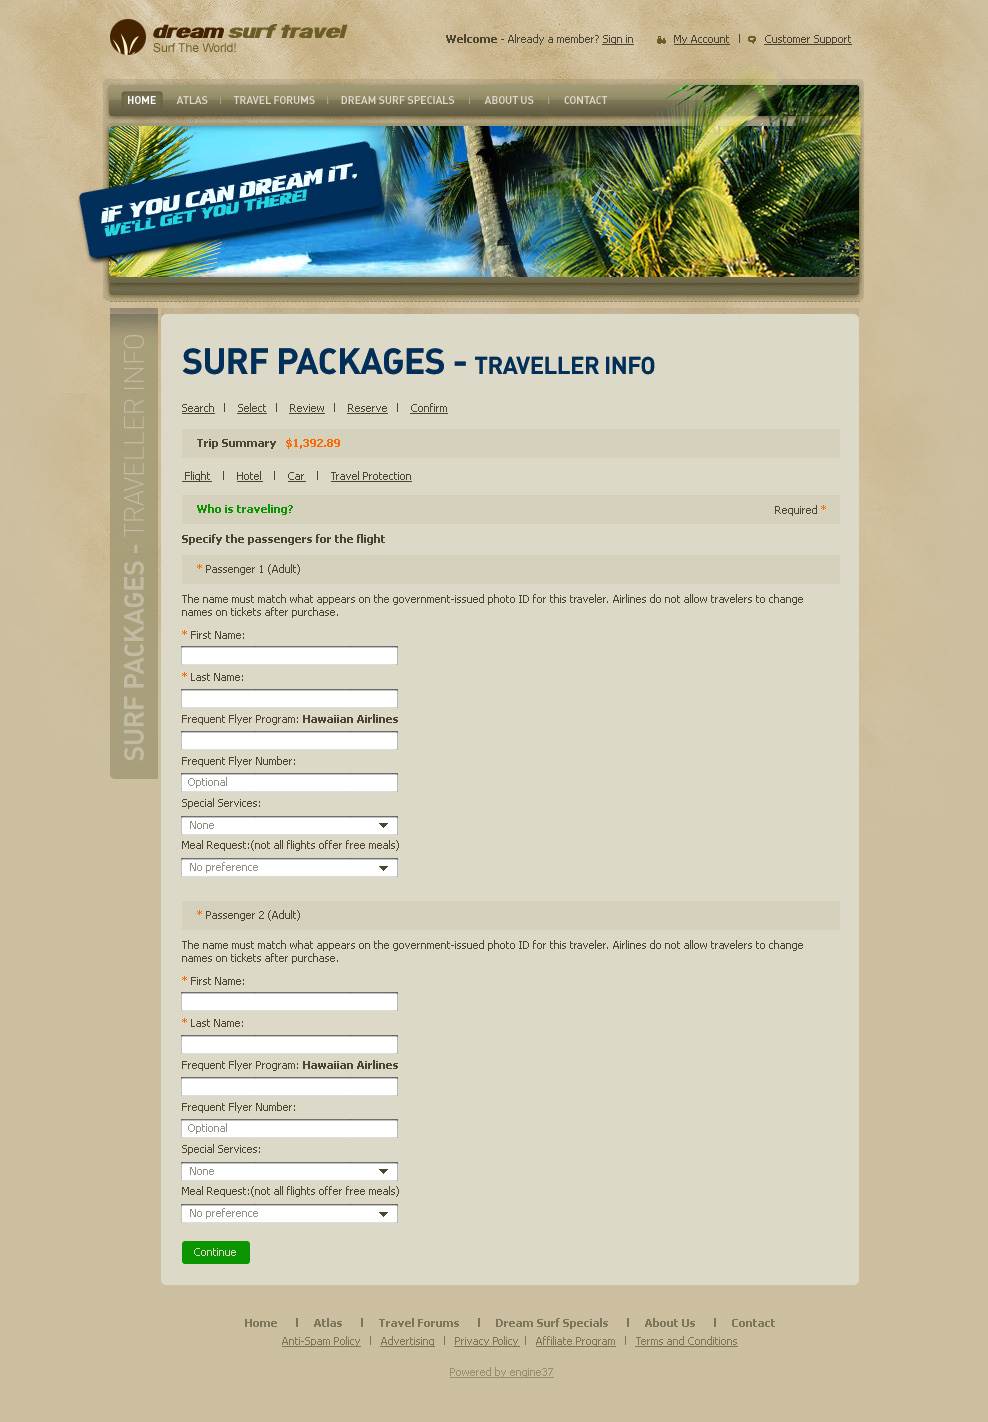 dream surf travel
Surf The World!
Welcome - Already a member? Sign in
My Account | Customer Support
HOME ATLAS | TRAVEL FORUMS | DREAM SURF SPECIALS | ABOUT US | CONTACT
IF YOU CAN DREAM IT,
WE'LL GET YOU THERE!
SURF PACKAGES - TRAVELLER INFO
SURF PACKAGES - TRAVELLER INFO
Search | Select | Review | Reserve | Confirm
Trip Summary $1,392.89
Flight | Hotel | Car | Travel Protection
Who is traveling? Required *
Specify the passengers for the flight
* Passenger 1 (Adult)
The name must match what appears on the government-issued photo ID for this traveler. Airlines do not allow travelers to change
names on tickets after purchase.
* First Name:
* Last Name:
Frequent Flyer Program: Hawaiian Airlines
Frequent Flyer Number:
Optional
Special Services:
None
Meal Request:(not all flights offer free meals)
No preference
* Passenger 2 (Adult)
The name must match what appears on the government-issued photo ID for this traveler. Airlines do not allow travelers to change
names on tickets after purchase.
* First Name:
* Last Name:
Frequent Flyer Program: Hawaiian Airlines
Frequent Flyer Number:
Optional
Special Services:
None
Meal Request:(not all flights offer free meals)
No preference
Continue
Home | Atlas | Travel Forums | Dream Surf Specials | About Us | Contact
Anti-Spam Policy | Advertising | Privacy Policy | Affiliate Program | Terms and Conditions
Powered by engine37